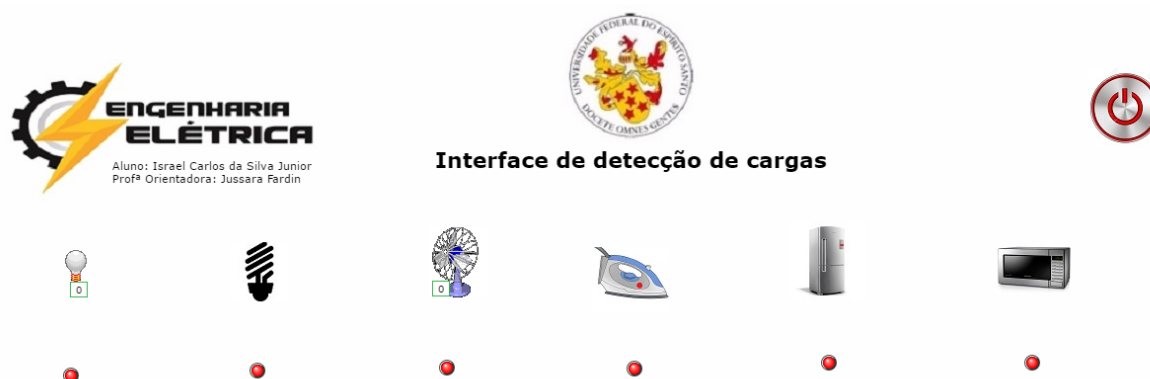 UNIVERSIDADE FEDERAL DO ESPÍRITO SANTO
DOCETE OMNES GENTES
ENGENHARIA
ELÉTRICA
Aluno: Israel Carlos da Silva Junior
Profª Orientadora: Jussara Fardin
Interface de detecção de cargas
0
0